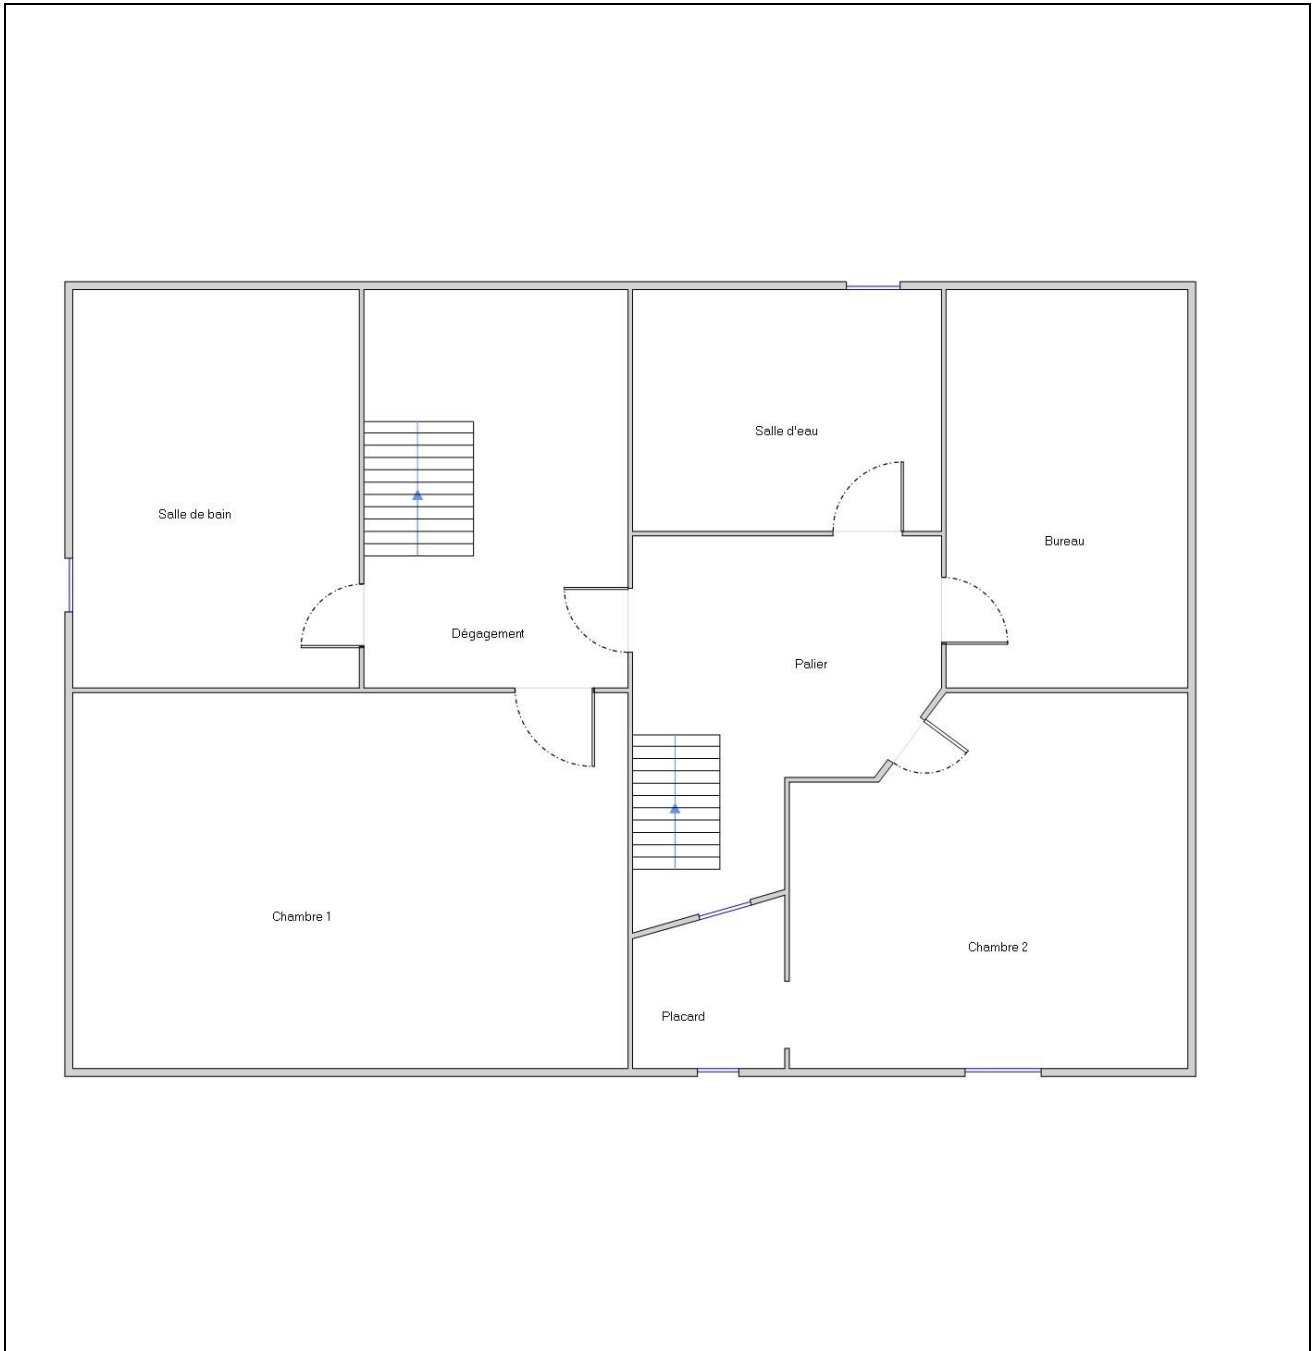 Salle d'eau
Salle de bain
Bureau
Dégagement
Palier
Chambre 1
Chambre 2
Placard